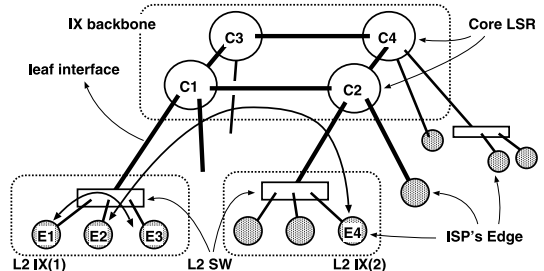 IX backbone
C3
C4
Core LSR
leaf interface
C1
C2
E1
E2
E3
E4
ISP's Edge
L2 IX(1)
L2 SW
L2 IX(2)